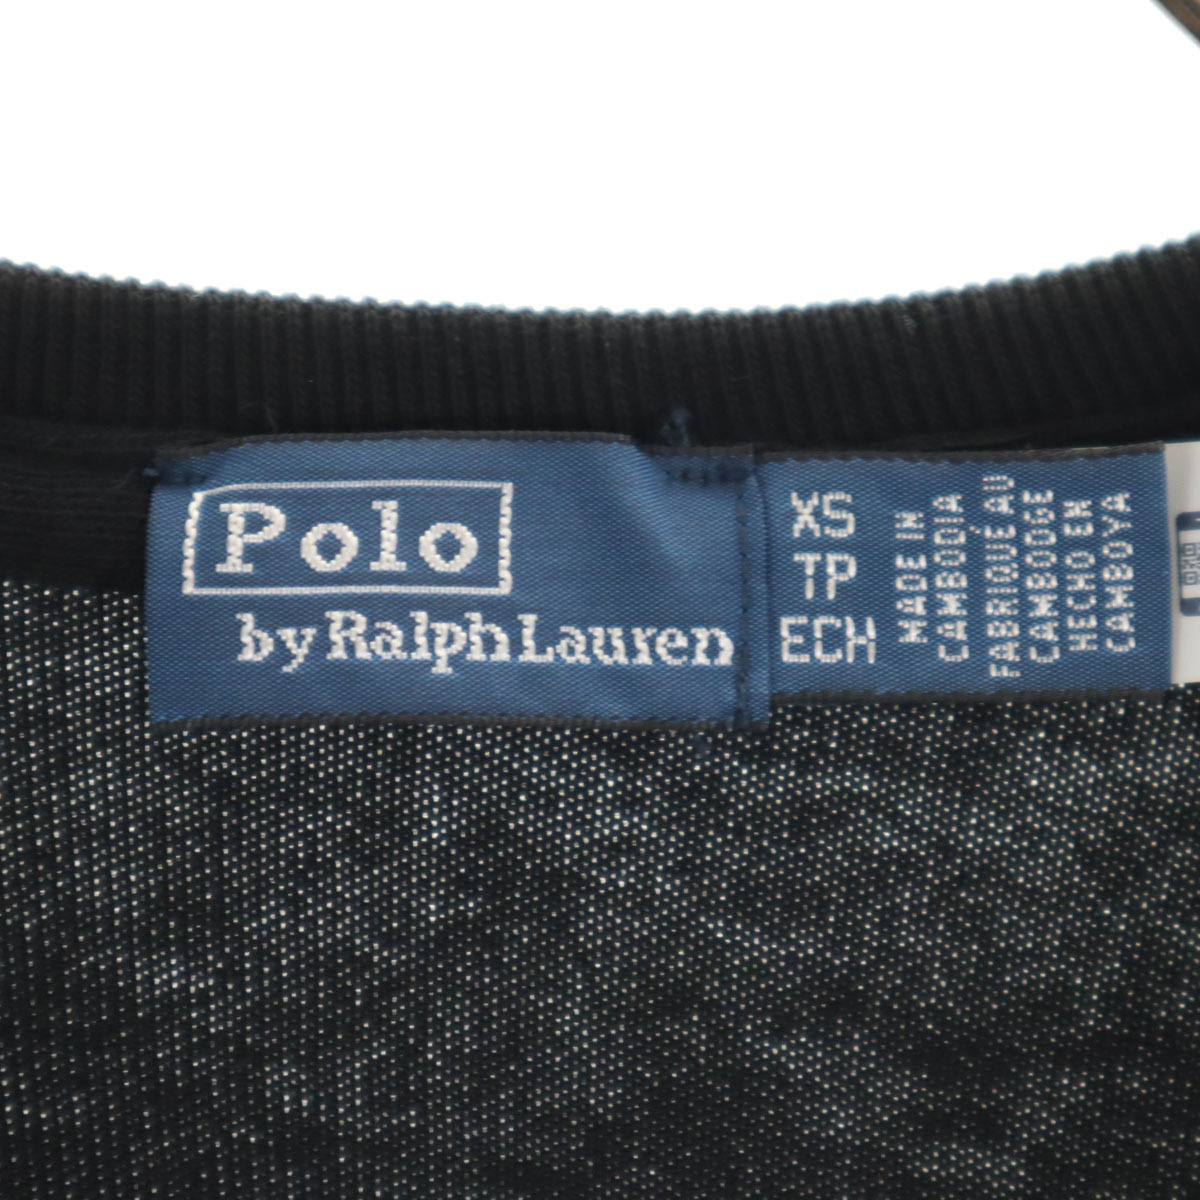 Polo
by Ralph Lauren
XS
TP
ECH
MADE IN
CAMBODIA
FABRIQUÉ AU
CAMBODGE
HECHO EN
CAMBOYA